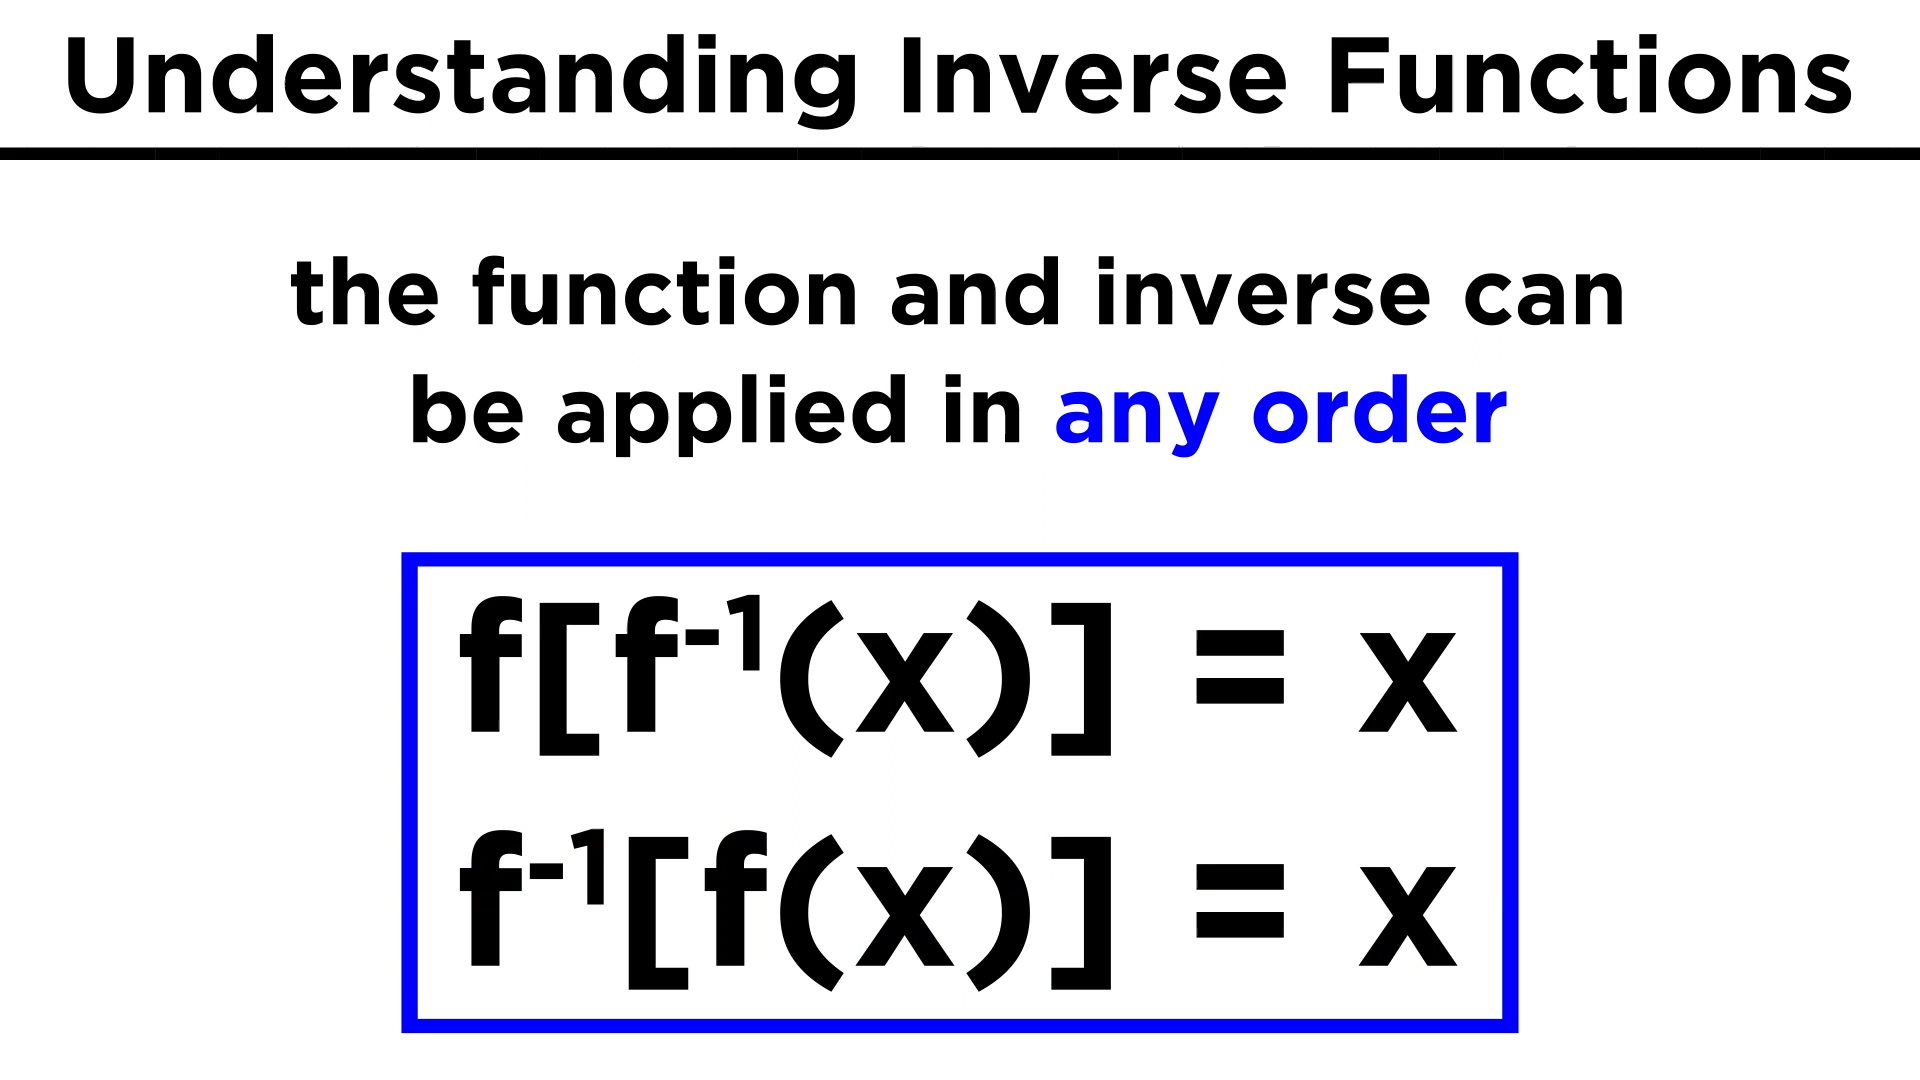 Understanding Inverse Functions
the function and inverse can
be applied in any order
f[f⁻¹(x)] = x
f⁻¹[f(x)] = x